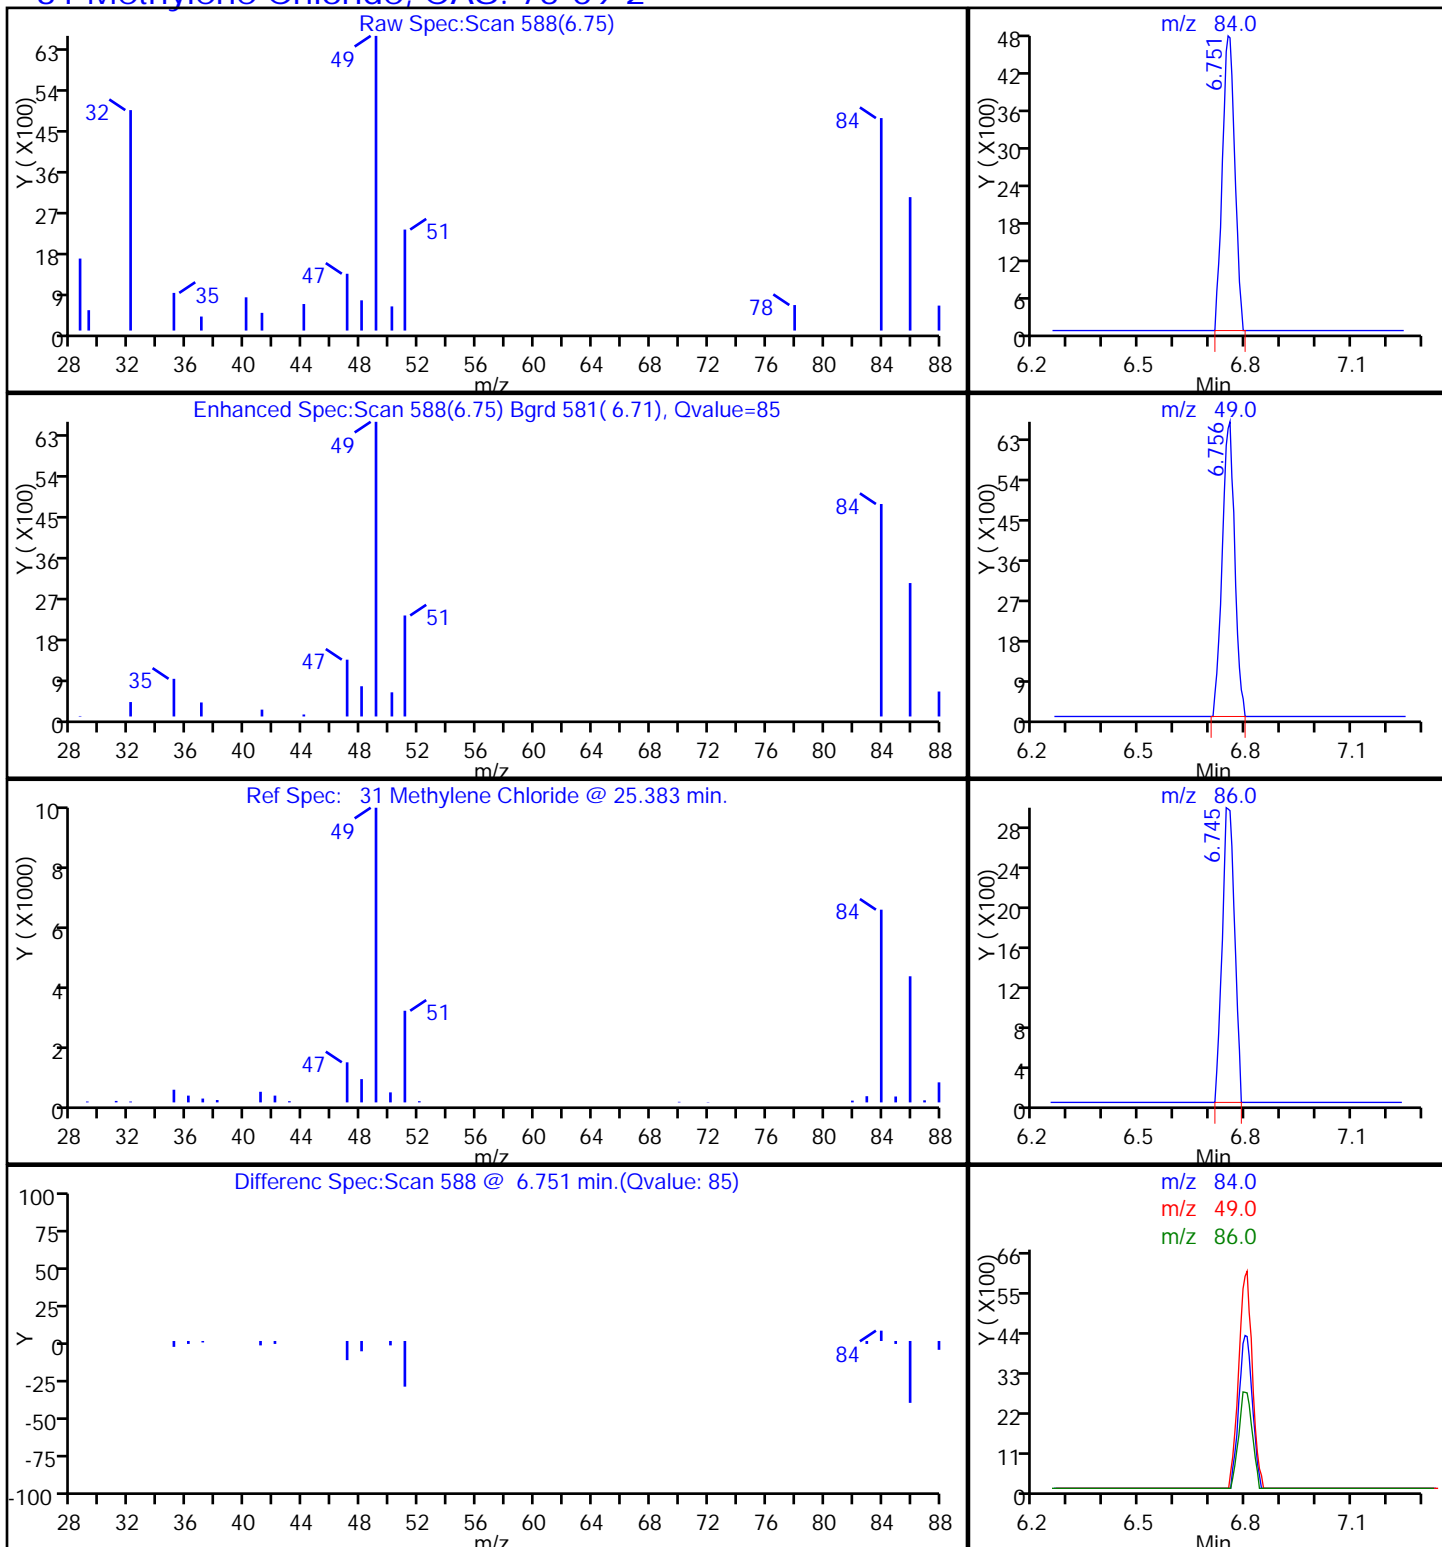 Raw Spec:Scan 588(6.75)
Y ( X100)
63
54
45
36
27
18
9
0
32
35
47
49
51
78
84
28 32 36 40 44 48 52 56 60 64 68 72 76 80 84 88
m/z
m/z 84.0
Y ( X100)
48
42
36
30
24
18
12
6
0
6.751
6.2 6.5 6.8 7.1
Min
Enhanced Spec:Scan 588(6.75) Bgrd 581( 6.71), Qvalue=85
Y ( X100)
63
54
45
36
27
18
9
0
35
47
49
51
84
28 32 36 40 44 48 52 56 60 64 68 72 76 80 84 88
m/z
m/z 49.0
Y ( X100)
63
54
45
36
27
18
9
0
6.756
6.2 6.5 6.8 7.1
Min
Ref Spec: 31 Methylene Chloride @ 25.383 min.
Y ( X1000)
10
8
6
4
2
0
47
49
51
84
28 32 36 40 44 48 52 56 60 64 68 72 76 80 84 88
m/z
m/z 86.0
Y ( X100)
28
24
20
16
12
8
4
0
6.745
6.2 6.5 6.8 7.1
Min
Differenc Spec:Scan 588 @ 6.751 min.(Qvalue: 85)
Y
100
75
50
25
0
-25
-50
-75
-100
84
28 32 36 40 44 48 52 56 60 64 68 72 76 80 84 88
m/z
m/z 84.0
m/z 49.0
m/z 86.0
Y ( X100)
66
55
44
33
22
11
0
6.2 6.5 6.8 7.1
Min